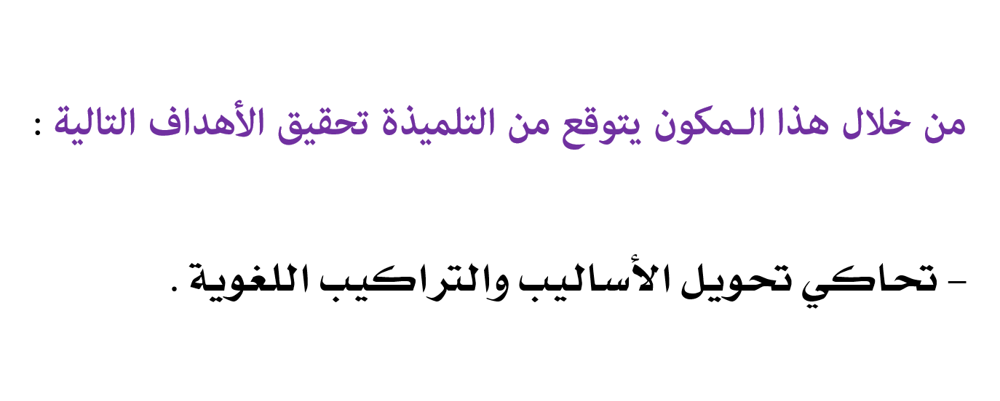 من خلال هذا الـمكون يتوقع من التلميذة تحقيق الأهداف التالية :
– تحاكي تحويل الأساليب والتراكيب اللغوية .